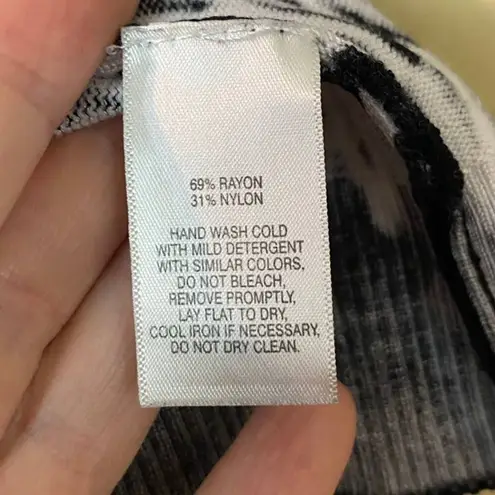 69% RAYON
31% NYLON
HAND WASH COLD
WITH MILD DETERGENT
WITH SIMILAR COLORS,
DO NOT BLEACH,
REMOVE PROMPTLY,
LAY FLAT TO DRY,
COOL IRON IF NECESSARY,
DO NOT DRY CLEAN.